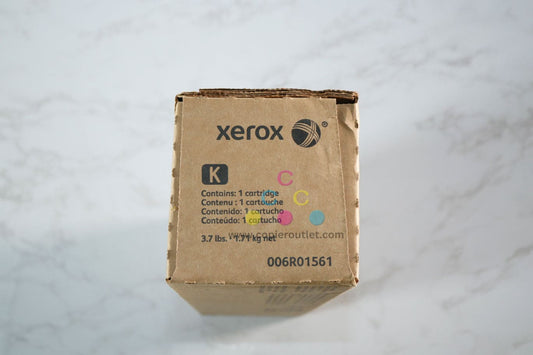 xerox ®
K
Contains: 1 cartridge
Contenu : 1 cartouche
Contenido: 1 cartucho
Conteúdo: 1 cartucho
3.7 lbs. - 1.71 kg net
006R01561
C
C
www.copieroutlet.com